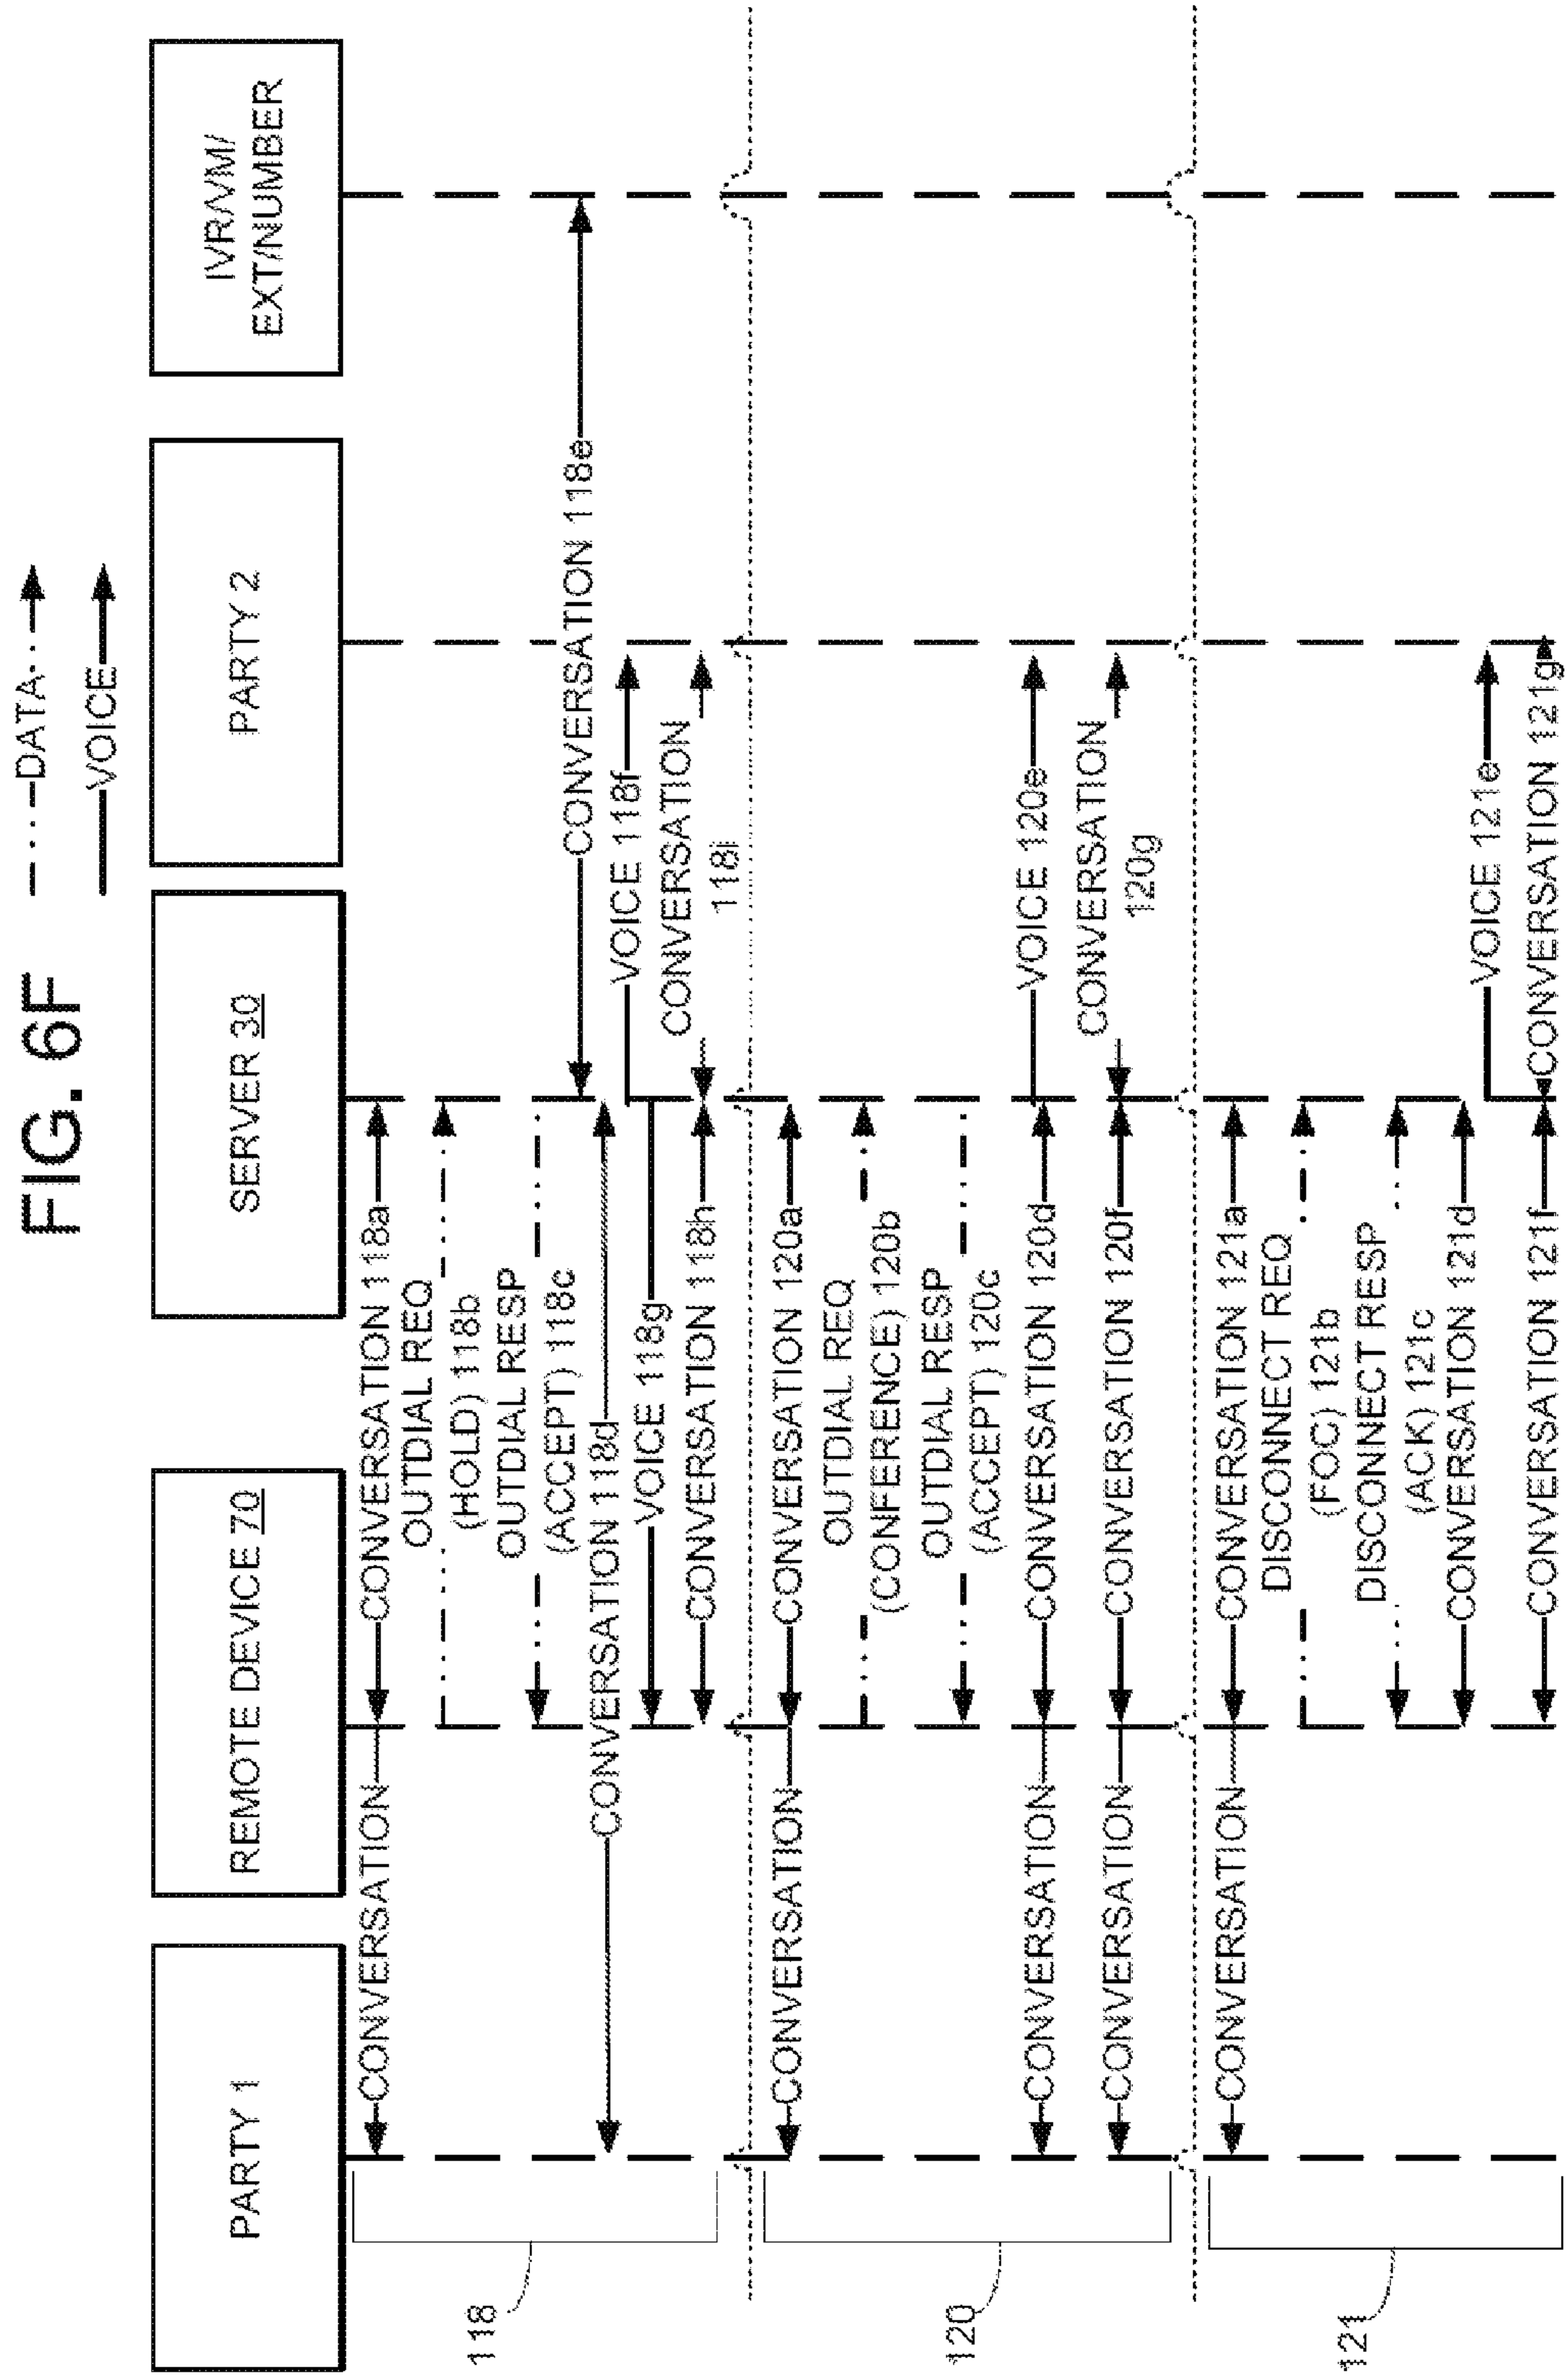 FIG. 6F
DATA
VOICE
PARTY 1
REMOTE DEVICE 70
SERVER 30
PARTY 2
IVR/VM/
EXT/NUMBER
118
CONVERSATION
CONVERSATION 118a
OUTDIAL REQ
(HOLD) 118b
OUTDIAL RESP
(ACCEPT) 118c
CONVERSATION 118e
CONVERSATION 118d
VOICE 118f
VOICE 118g
CONVERSATION 118h
CONVERSATION
118i
120
CONVERSATION
CONVERSATION 120a
OUTDIAL REQ
(CONFERENCE) 120b
OUTDIAL RESP
(ACCEPT) 120c
VOICE 120e
CONVERSATION
CONVERSATION 120d
CONVERSATION
CONVERSATION 120f
CONVERSATION
120g
121
CONVERSATION
CONVERSATION 121a
DISCONNECT REQ
(FOC) 121b
DISCONNECT RESP
(ACK) 121c
CONVERSATION 121d
VOICE 121e
CONVERSATION 121f
CONVERSATION 121g